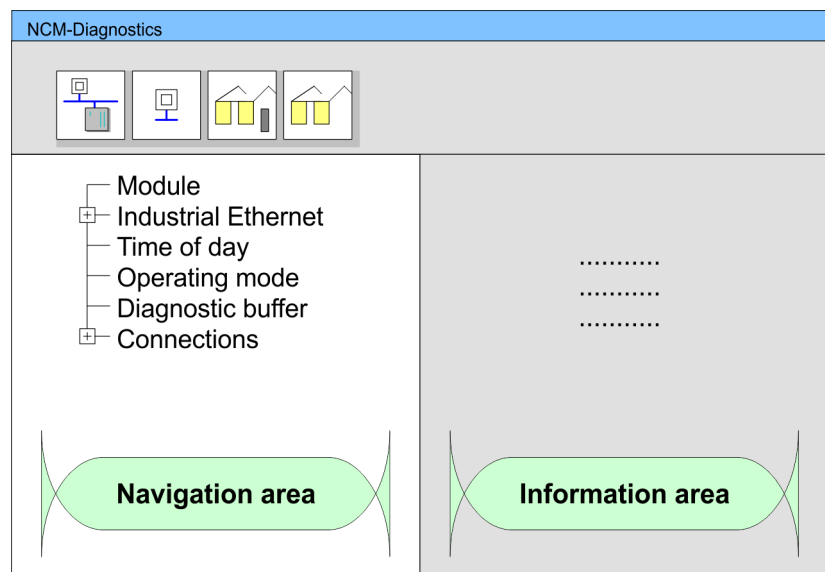 NCM-Diagnostics
Module
Industrial Ethernet
Time of day
Operating mode
Diagnostic buffer
Connections
...........
...........
...........
Navigation area
Information area